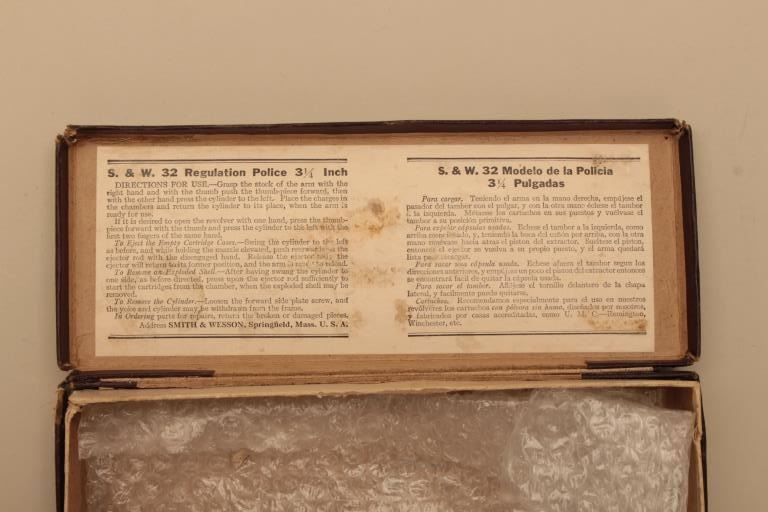 S. & W. 32 Regulation Police 3¼ Inch
DIRECTIONS FOR USE.—Grasp the stock of the arm with the
right hand and with the thumb push the thumb-piece forward, then
with the other hand press the cylinder to the left. Place the charges in
the chambers and return the cylinder to its place, when the arm is
ready for use.
If it is desired to open the revolver with one hand, press the thumb-
piece forward with the thumb and press the cylinder to the left with the
first two fingers of the same hand.
To Eject the Empty Cartridge Cases.—Swing the cylinder to the left
as before, and while holding the muzzle elevated, push rearwards the
ejector rod with the disengaged hand. Release the ejector rod; the
ejector will return to its former position, and the arm is ready to reload.
To Remove an Exploded Shell.—After having swung the cylinder to
one side, as before directed, press upon the ejector rod sufficiently to
start the cartridges from the chamber, when the exploded shell may be
removed.
To Remove the Cylinder.—Loosen the forward side plate screw, and
the yoke and cylinder may be withdrawn from the frame.
In Ordering parts for repairs, return the broken or damaged pieces.
Address SMITH & WESSON, Springfield, Mass. U. S. A.
S. & W. 32 Modelo de la Policia
3¼ Pulgadas
Para cargar. Teniendo el arma en la mano derecha, empújese el
pasador del tambor con el pulgar, y con la otra mano échese el tambor
á la izquierda. Métanse los cartuchos en sus puestos y vuélvase el
tambor a su posición primitiva.
Para expeler cápsulas usadas. Echese el tambor a la izquierda, como
arriba mencionado, y, teniendo la boca del cañon por arriba, con la otra
mano muévase hacia atras el piston del extractor. Suéltese el piston,
entonces el ejector se vuelva a su propio puesto, y el arma quedará
lista para recargar.
Para sacar una cápsula usada. Echese afuera el tambor segun los
direcciones anteriores, y empújase un poco el piston del extractor entonces
se encontrará facil de quitar la cápsula usada.
Para sacar el tambor. Aflójese el tornillo delantero de la chapa
lateral, y facilmente puede quitarse.
Cartuchos. Recomendamos especialmente para el uso en nuestros
revólveres los cartuchos con pólvora sin humo, diseñados por nosotros,
y fabricados por casas acreditadas, como U. M. C.—Remington,
Winchester, etc.